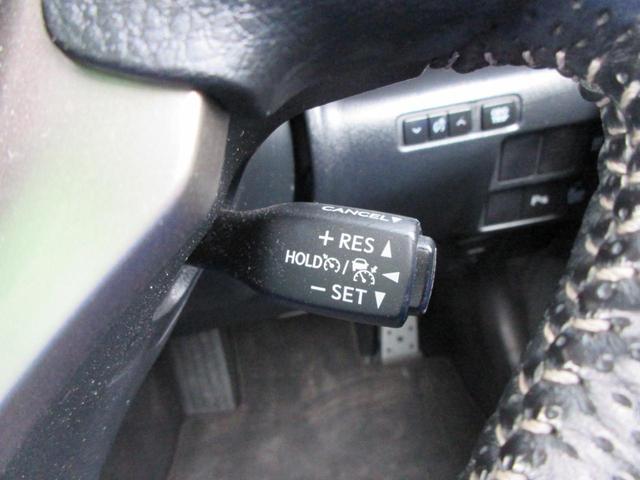 CANCEL
+ RES
HOLD /
− SET